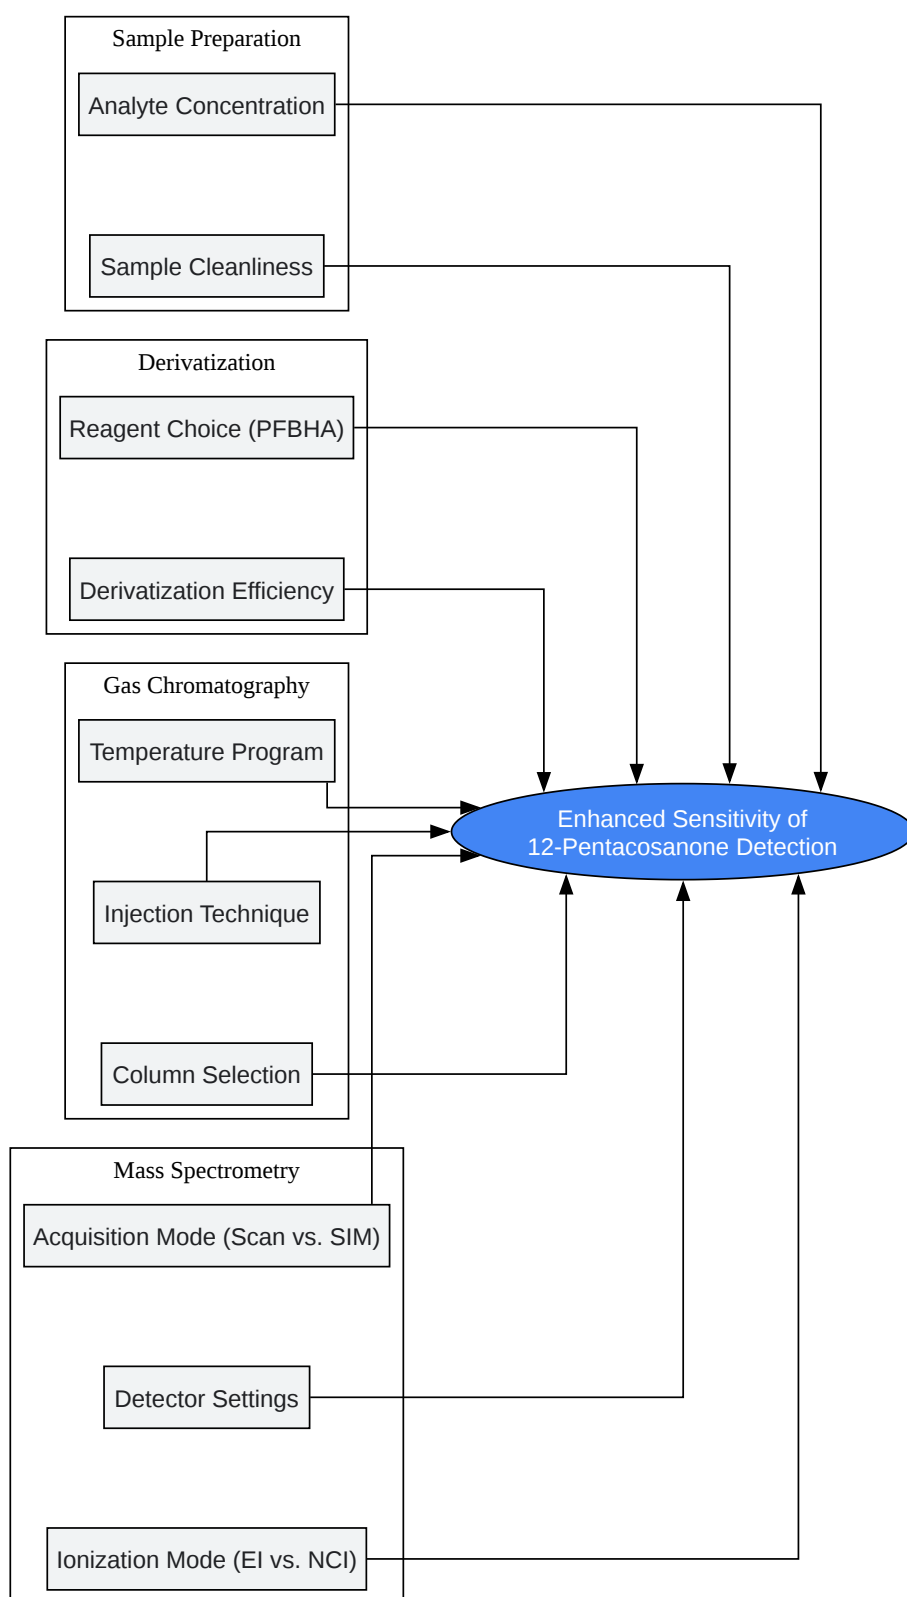 Sample Preparation
Analyte Concentration
Sample Cleanliness
Derivatization
Reagent Choice (PFBHA)
Derivatization Efficiency
Gas Chromatography
Temperature Program
Enhanced Sensitivity of
12-Pentacosanone Detection
Injection Technique
Column Selection
Mass Spectrometry
Acquisition Mode (Scan vs. SIM)
Detector Settings
Ionization Mode (EI vs. NCI)